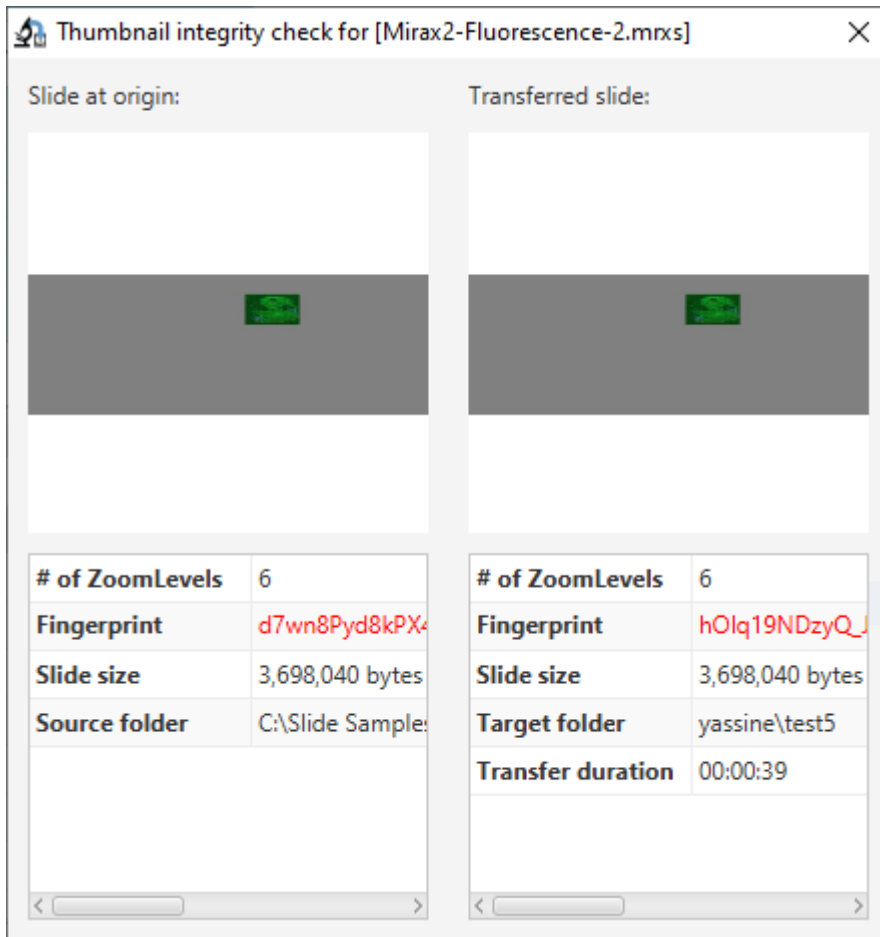 Thumbnail integrity check for [Mirax2-Fluorescence-2.mrxs]
Slide at origin:
Transferred slide:
# of ZoomLevels 6
Fingerprint d7wn8Pyd8kPX4
Slide size 3,698,040 bytes
Source folder C:\Slide Samples
# of ZoomLevels 6
Fingerprint hOlq19NDzyQ_J
Slide size 3,698,040 bytes
Target folder yassine\test5
Transfer duration 00:00:39